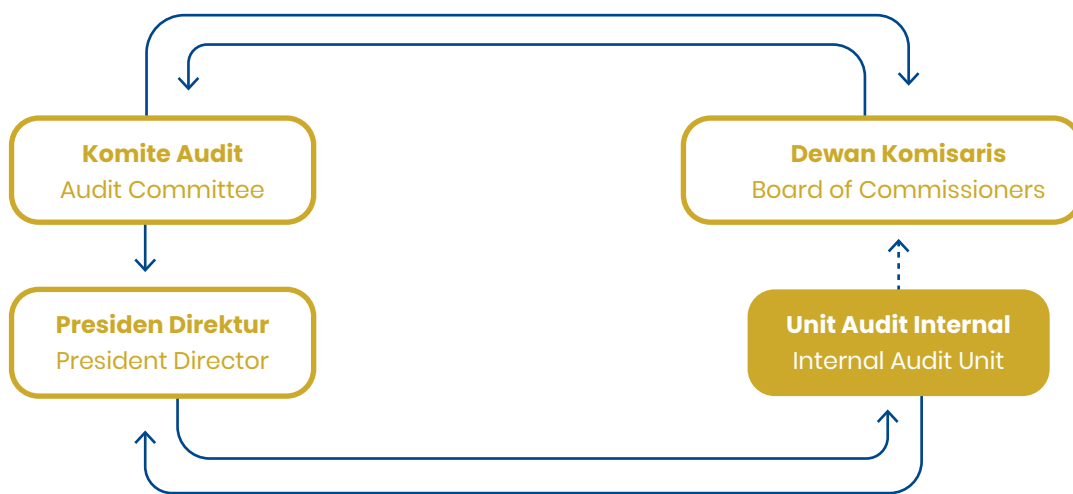 Komite Audit
Audit Committee
Dewan Komisaris
Board of Commissioners
Presiden Direktur
President Director
Unit Audit Internal
Internal Audit Unit